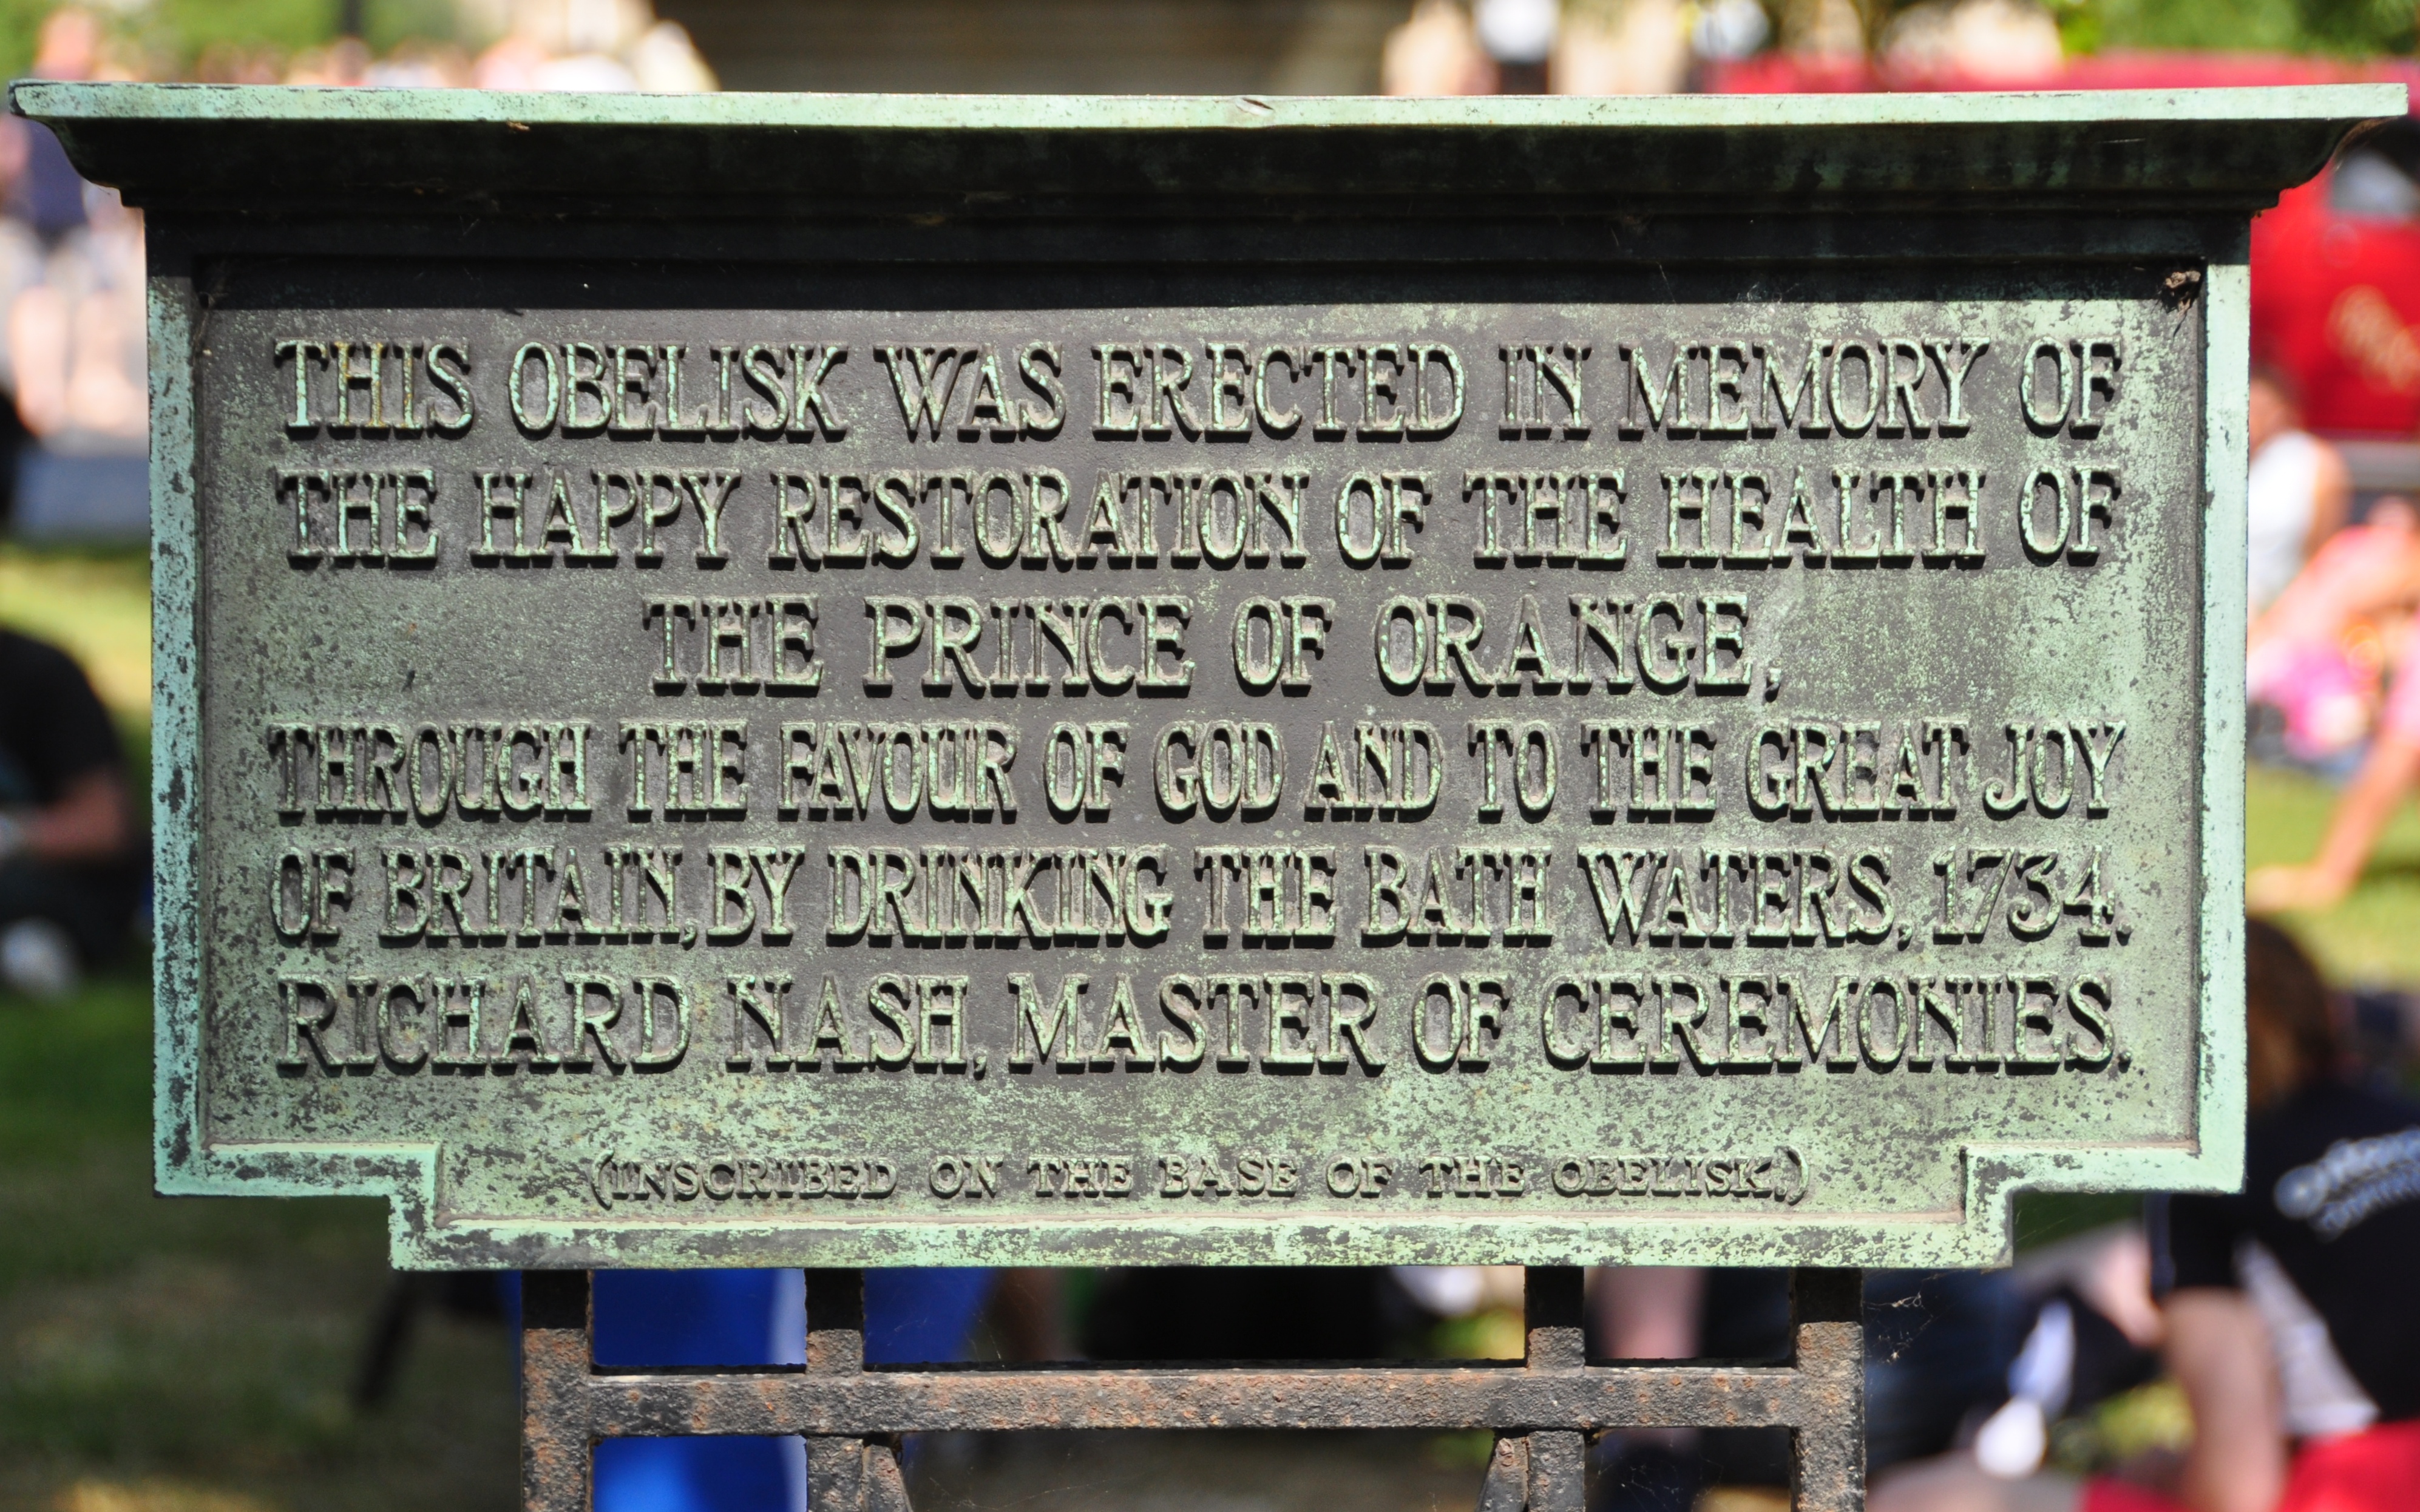 THIS OBELISK WAS ERECTED IN MEMORY OF
THE HAPPY RESTORATION OF THE HEALTH OF
THE PRINCE OF ORANGE,
THROUGH THE FAVOUR OF GOD AND TO THE GREAT JOY
OF BRITAIN, BY DRINKING THE BATH WATERS, 1734.
RICHARD NASH, MASTER OF CEREMONIES.
(INSCRIBED ON THE BASE OF THE OBELISK.)